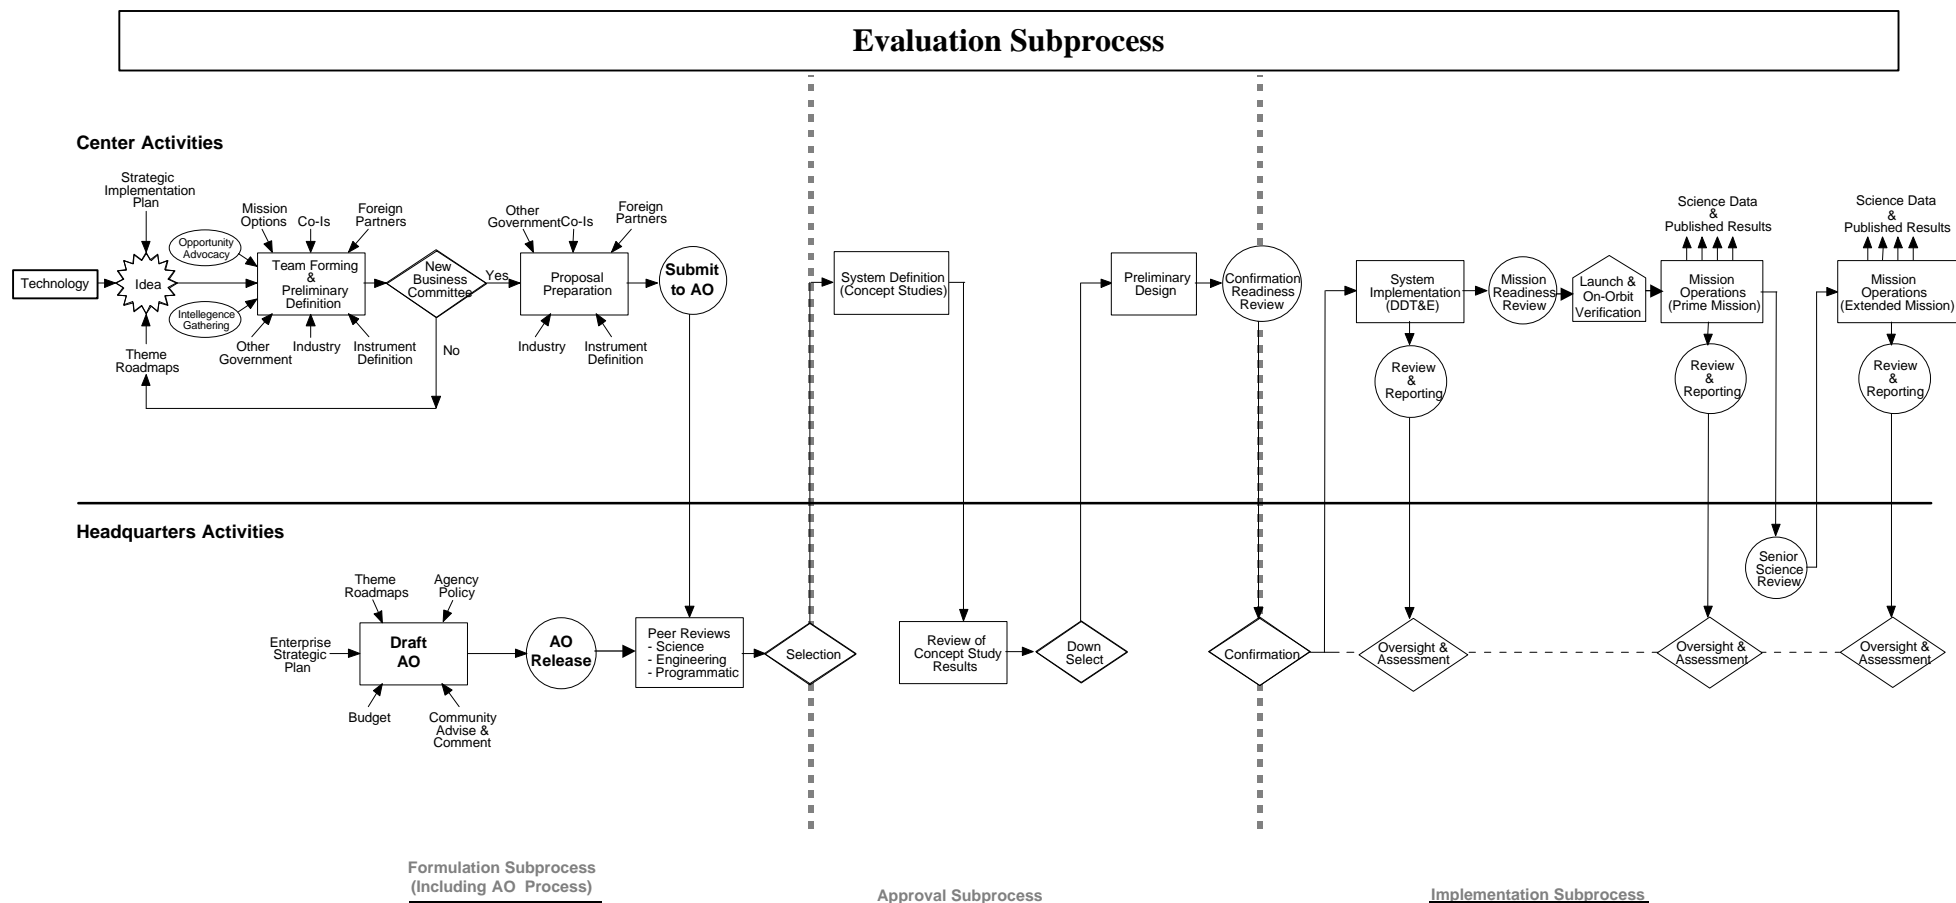 Evaluation Subprocess
Center Activities
Strategic
Implementation
Plan
Technology
Idea
Theme
Roadmaps
Opportunity
Advocacy
Intellegence
Gathering
Mission
Options
Co-Is
Foreign
Partners
Team Forming
&
Preliminary
Definition
Other
Government
Industry
Instrument
Definition
New
Business
Committee
Yes
No
Other
Government
Co-Is
Foreign
Partners
Proposal
Preparation
Industry
Instrument
Definition
Submit
to AO
System Definition
(Concept Studies)
Preliminary
Design
Confirmation
Readiness
Review
System
Implementation
(DDT&E)
Review
&
Reporting
Mission
Readiness
Review
Launch &
On-Orbit
Verification
Science Data
&
Published Results
Mission
Operations
(Prime Mission)
Review
&
Reporting
Science Data
&
Published Results
Mission
Operations
(Extended Mission)
Review
&
Reporting
Headquarters Activities
Theme
Roadmaps
Agency
Policy
Enterprise
Strategic
Plan
Draft
AO
Budget
Community
Advise &
Comment
AO
Release
Peer Reviews
- Science
- Engineering
- Programmatic
Selection
Review of
Concept Study
Results
Down
Select
Confirmation
Oversight &
Assessment
Oversight &
Assessment
Senior
Science
Review
Oversight &
Assessment
Formulation Subprocess
(Including AO Process)
Approval Subprocess
Implementation Subprocess